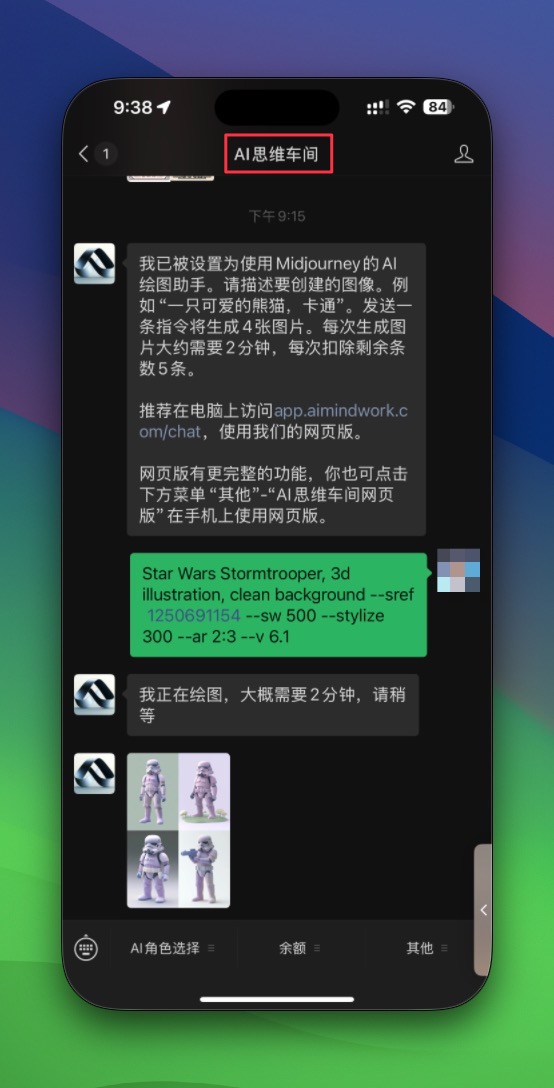 9:38
84
1
AI思维车间
下午9:15
我已被设置为使用Midjourney的AI
绘图助手。请描述要创建的图像。例
如“一只可爱的熊猫，卡通”。发送一
条指令将生成4张图片。每次生成图
片大约需要2分钟，每次扣除剩余条
数5条。
推荐在电脑上访问app.aimindwork.c
om/chat，使用我们的网页版。
网页版有更完整的功能，你也可点击
下方菜单“其他”-“AI思维车间网页
版”在手机上使用网页版。
Star Wars Stormtrooper, 3d
illustration, clean background --sref
1250691154 --sw 500 --stylize
300 --ar 2:3 --v 6.1
我正在绘图，大概需要2分钟，请稍
等
AI角色选择
余额
其他